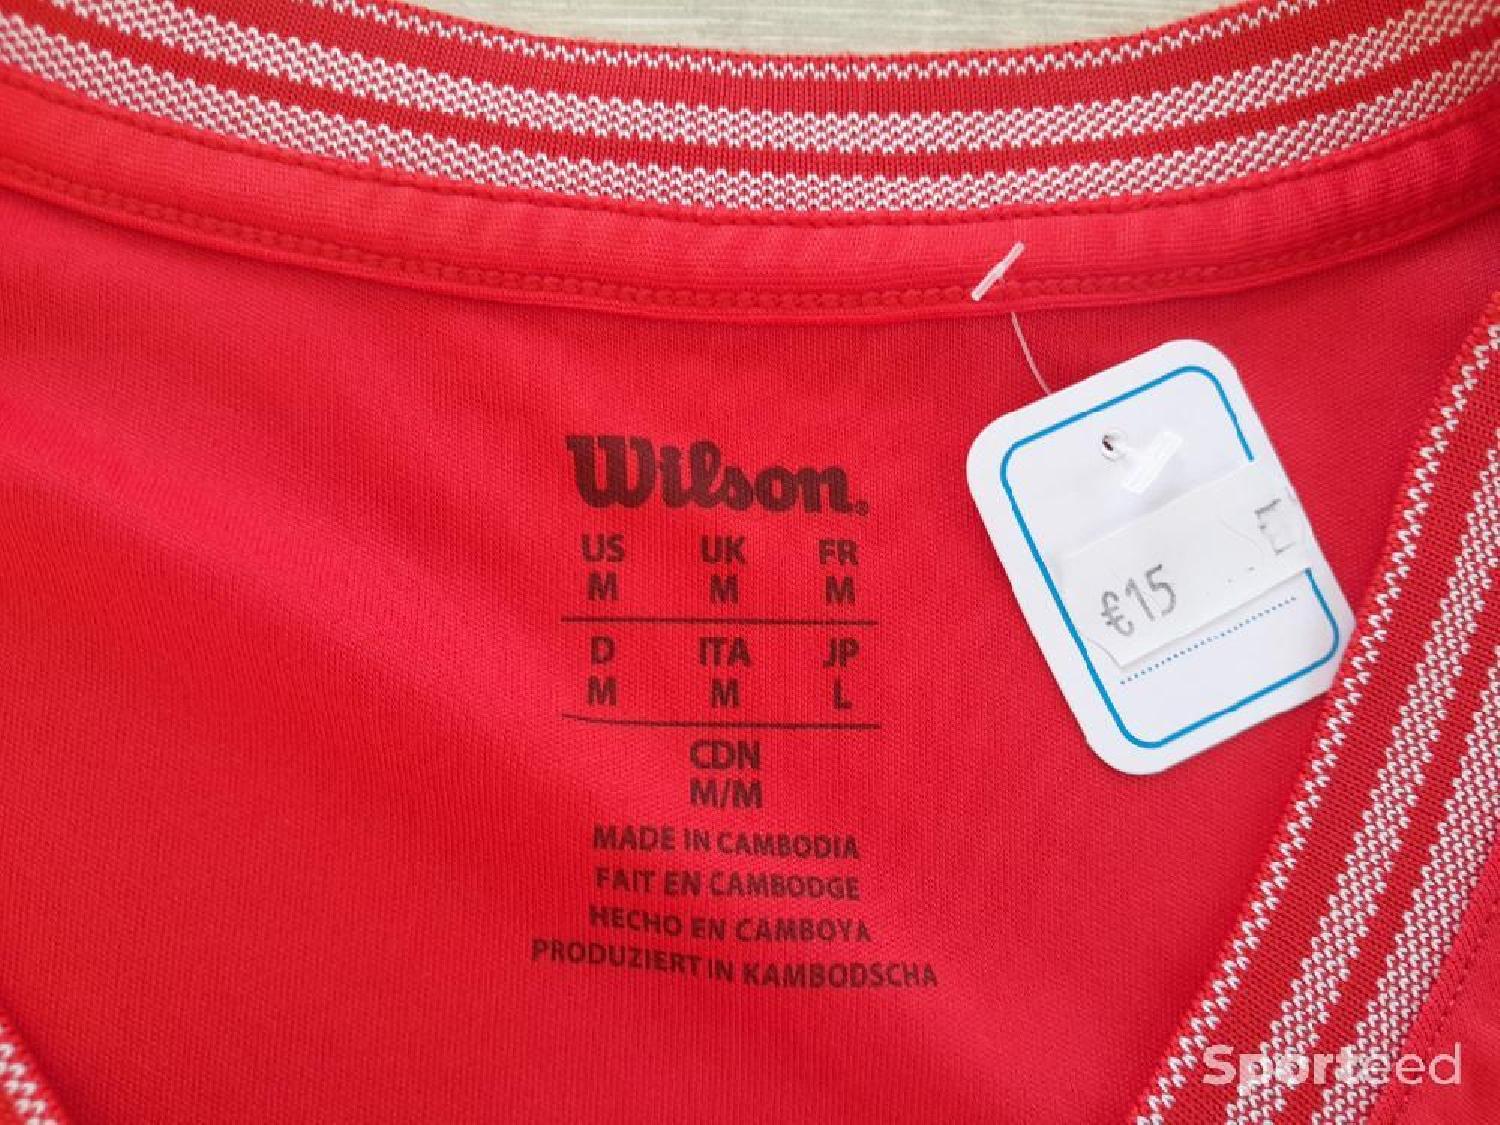 Wilson.
US UK FR
M M M
D ITA JP
M M L
CDN
M/M
MADE IN CAMBODIA
FAIT EN CAMBODGE
HECHO EN CAMBOYA
PRODUZIERT IN KAMBODSCHA
€15
Sporteed